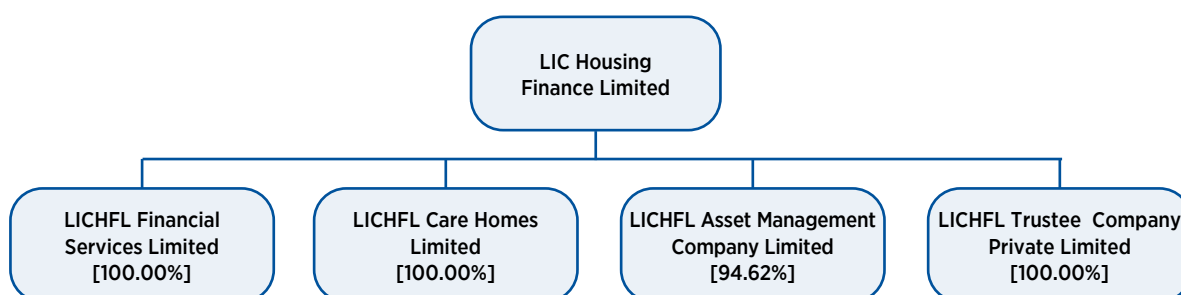 LIC Housing
Finance Limited
LICHFL Financial
Services Limited
[100.00%]
LICHFL Care Homes
Limited
[100.00%]
LICHFL Asset Management
Company Limited
[94.62%]
LICHFL Trustee Company
Private Limited
[100.00%]